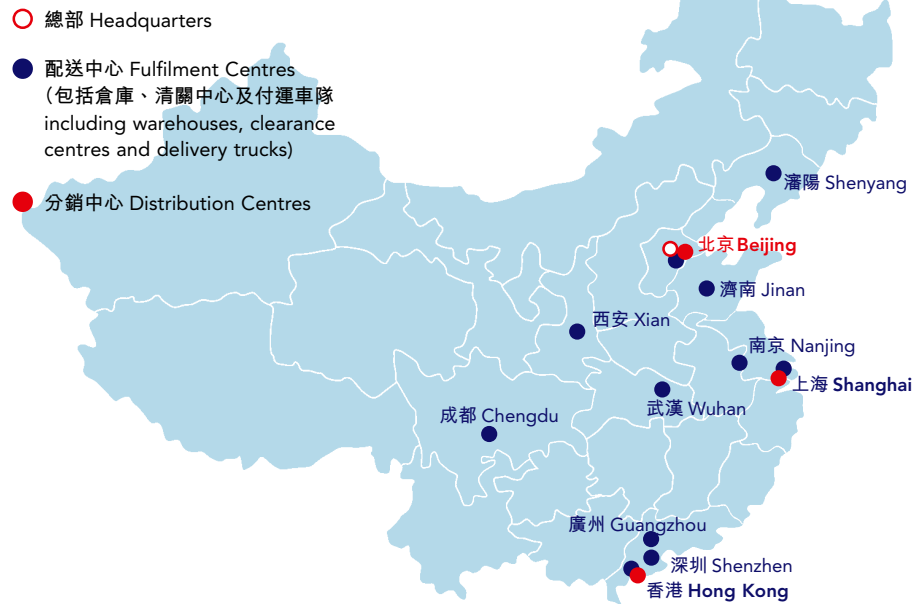 總部 Headquarters
配送中心 Fulfilment Centres
(包括倉庫、清關中心及付運車隊
including warehouses, clearance
centres and delivery trucks)
分銷中心 Distribution Centres
瀋陽 Shenyang
北京 Beijing
濟南 Jinan
西安 Xian
南京 Nanjing
上海 Shanghai
武漢 Wuhan
成都 Chengdu
廣州 Guangzhou
深圳 Shenzhen
香港 Hong Kong